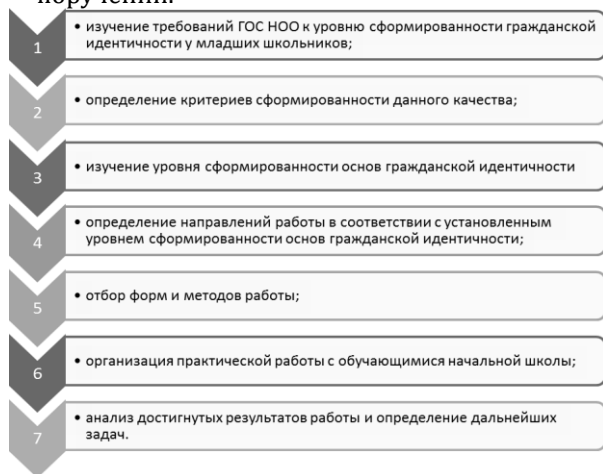 поручений.
1
• изучение требований ГОС НОО к уровню сформированности гражданской
идентичности у младших школьников;
2
• определение критериев сформированности данного качества;
3
• изучение уровня сформированности основ гражданской идентичности
4
• определение направлений работы в соответствии с установленным
уровнем сформированности основ гражданской идентичности;
5
• отбор форм и методов работы;
6
• организация практической работы с обучающимися начальной школы;
7
• анализ достигнутых результатов работы и определение дальнейших
задач.